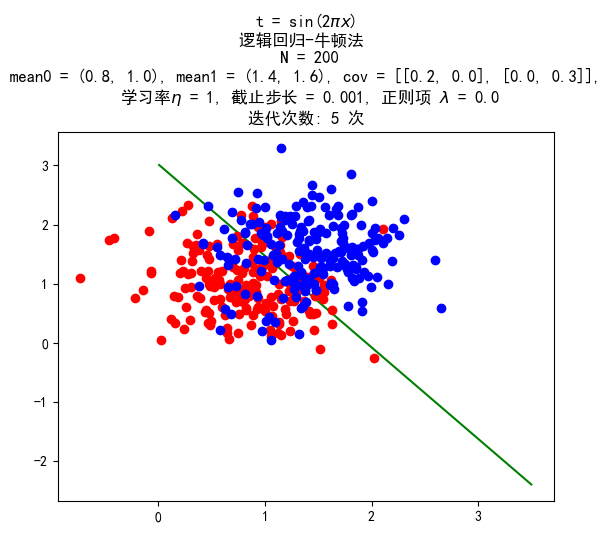 t = sin(2πx)
逻辑回归-牛顿法
N = 200
mean0 = (0.8, 1.0), mean1 = (1.4, 1.6), cov = [[0.2, 0.0], [0.0, 0.3]],
学习率η = 1, 截止步长 = 0.001, 正则项 λ = 0.0
迭代次数: 5 次
3
2
1
0
−1
−2
0 1 2 3